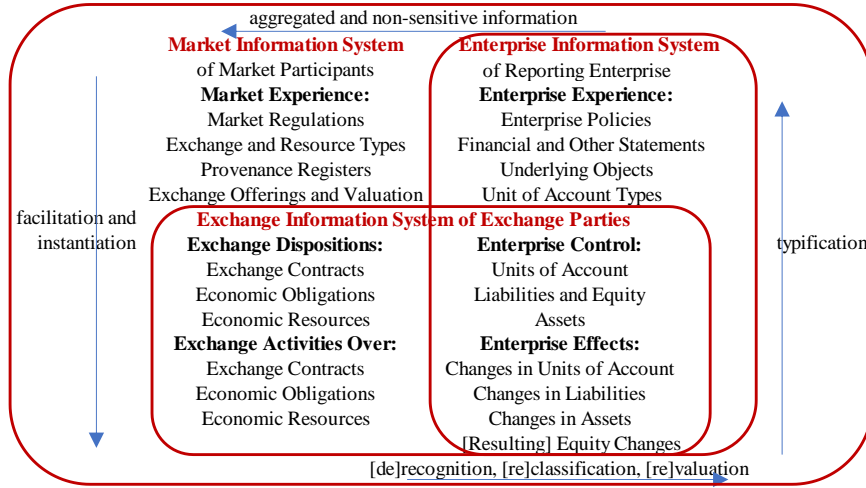 aggregated and non-sensitive information
Market Information System
of Market Participants
Market Experience:
Market Regulations
Exchange and Resource Types
Provenance Registers
Exchange Offerings and Valuation
Enterprise Information System
of Reporting Enterprise
Enterprise Experience:
Enterprise Policies
Financial and Other Statements
Underlying Objects
Unit of Account Types
facilitation and
instantiation
typification
Exchange Information System of Exchange Parties
Exchange Dispositions:
Exchange Contracts
Economic Obligations
Economic Resources
Exchange Activities Over:
Exchange Contracts
Economic Obligations
Economic Resources
Enterprise Control:
Units of Account
Liabilities and Equity
Assets
Enterprise Effects:
Changes in Units of Account
Changes in Liabilities
Changes in Assets
[Resulting] Equity Changes
[de]recognition, [re]classification, [re]valuation